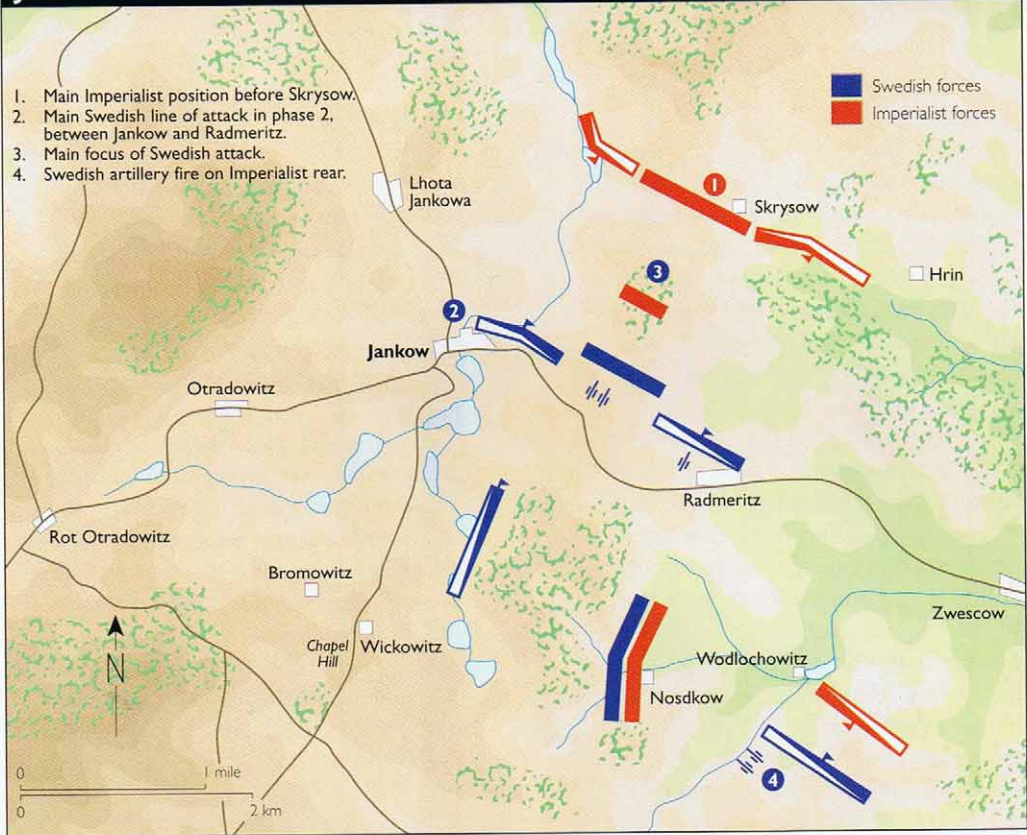 1. Main Imperialist position before Skrysow.
2. Main Swedish line of attack in phase 2,
between Jankow and Radmeritz.
3. Main focus of Swedish attack.
4. Swedish artillery fire on Imperialist rear.
Swedish forces
Imperialist forces
Lhota
Jankowa
1
Skrysow
Hrin
3
2
Jankow
Otradowitz
Radmeritz
Rot Otradowitz
Bromowitz
Zwescow
Chapel
Hill
Wickowitz
Wodlochowitz
N
Nosdkow
4
0
1 mile
0
2 km